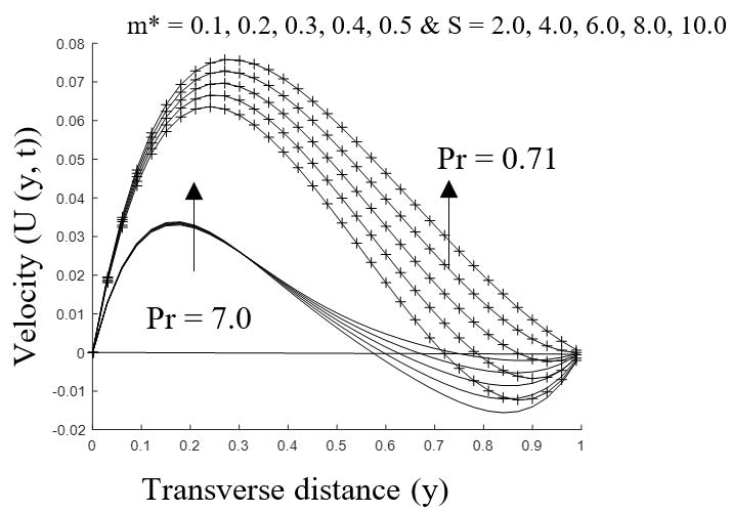 m* = 0.1, 0.2, 0.3, 0.4, 0.5 & S = 2.0, 4.0, 6.0, 8.0, 10.0
0.08
0.07
0.06
0.05
0.04
0.03
0.02
0.01
0
-0.01
-0.02
Velocity (U (y, t))
Pr = 0.71
Pr = 7.0
0 0.1 0.2 0.3 0.4 0.5 0.6 0.7 0.8 0.9 1
Transverse distance (y)